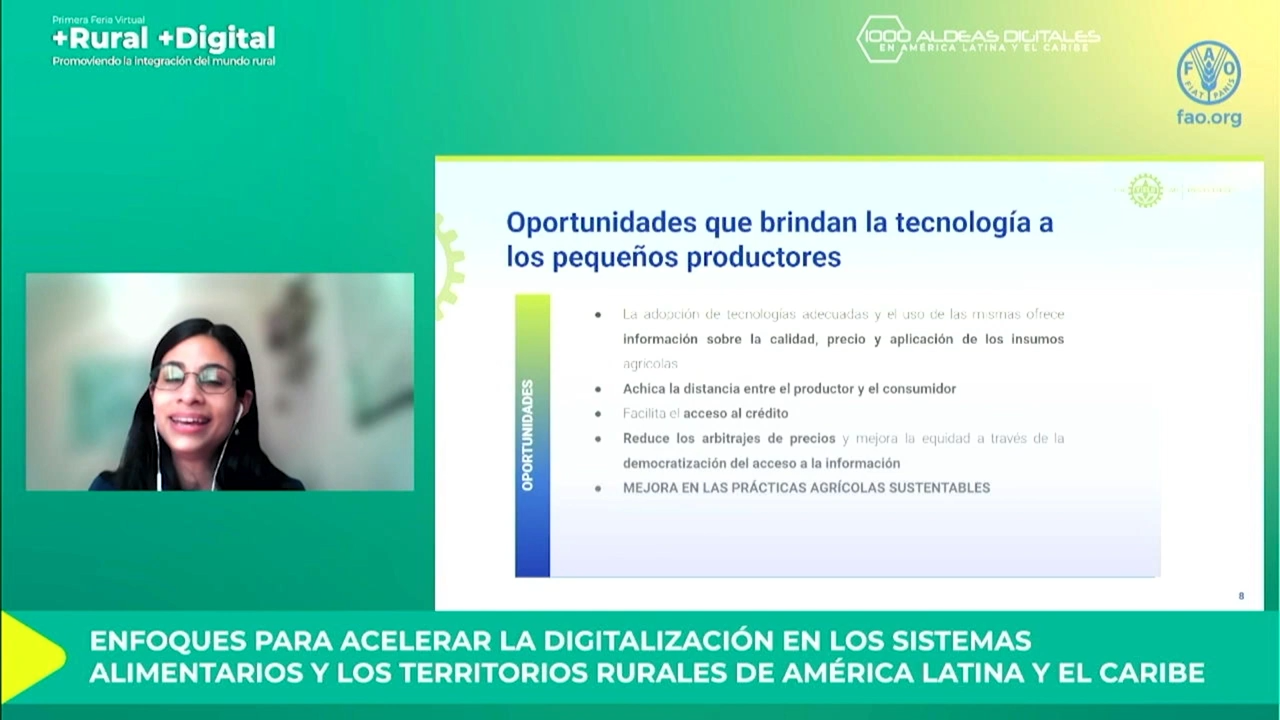 Primera Feria Virtual
+Rural +Digital
Promoviendo la integración del mundo rural
1000 ALDEAS DIGITALES
EN AMÉRICA LATINA Y EL CARIBE
F A O
FIAT PANIS
fao.org
Oportunidades que brindan la tecnología a
los pequeños productores
OPORTUNIDADES
• La adopción de tecnologías adecuadas y el uso de las mismas ofrece
información sobre la calidad, precio y aplicación de los insumos
agrícolas
• Achica la distancia entre el productor y el consumidor
• Facilita el acceso al crédito
• Reduce los arbitrajes de precios y mejora la equidad a través de la
democratización del acceso a la información
• MEJORA EN LAS PRÁCTICAS AGRÍCOLAS SUSTENTABLES
8
ENFOQUES PARA ACELERAR LA DIGITALIZACIÓN EN LOS SISTEMAS
ALIMENTARIOS Y LOS TERRITORIOS RURALES DE AMÉRICA LATINA Y EL CARIBE